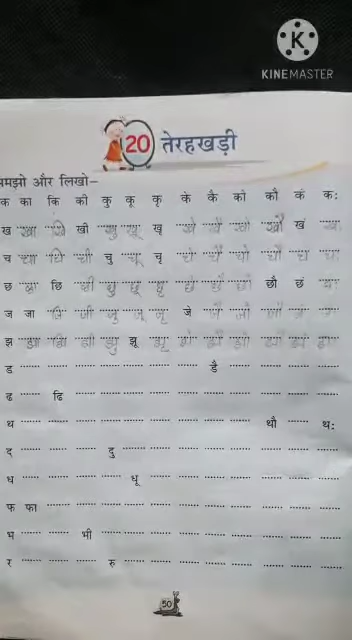 K
KINEMASTER
20 तेरहखड़ी
समझो और लिखो–
क का कि की कु कू कृ के कै को कौ कं कः
ख खा खि खी खु खू खृ खे खै खो खौ खं खः
च चा चि ची चु चू चृ चे चै चो चौ चं चः
छ छा छि छी छु छू छृ छे छै छो छौ छं छः
ज जा जि जी जु जू जृ जे जै जो जौ जं जः
झ झा झि झी झु झू झृ झे झै झो झौ झं झः
ड डै
ढ ढि
थ थौ थः
द दु
ध धू
फ फा
भ भी
र रु
50